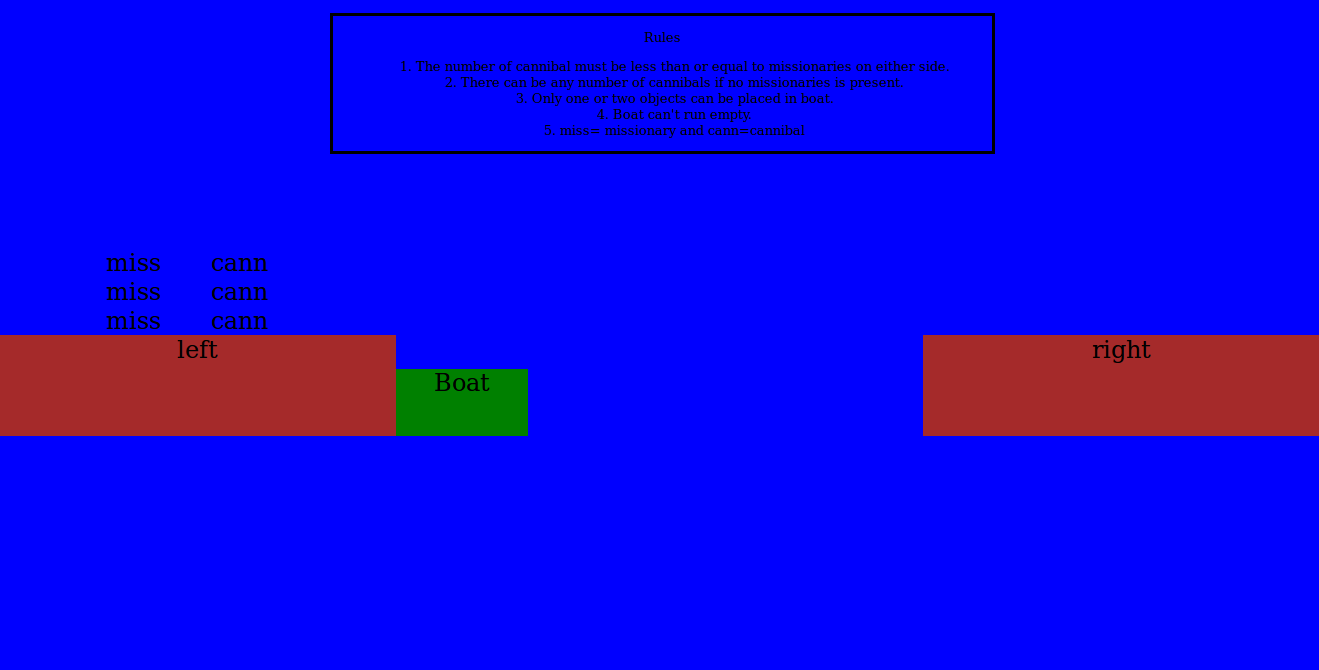 Rules
1. The number of cannibal must be less than or equal to missionaries on either side.
2. There can be any number of cannibals if no missionaries is present.
3. Only one or two objects can be placed in boat.
4. Boat can't run empty.
5. miss= missionary and cann=cannibal
miss cann
miss cann
miss cann
left
right
Boat